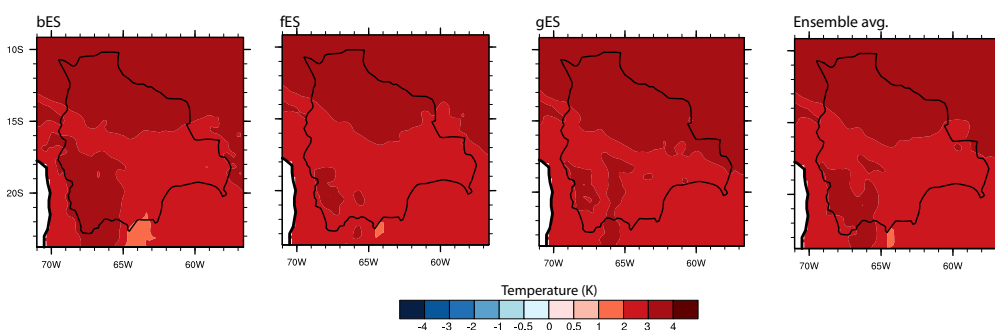 bES fES gES Ensemble avg.
10S
15S
20S
70W 65W 60W 70W 65W 60W 70W 65W 60W 70W 65W 60W
Temperature (K)
-4 -3 -2 -1 -0.5 0 0.5 1 2 3 4